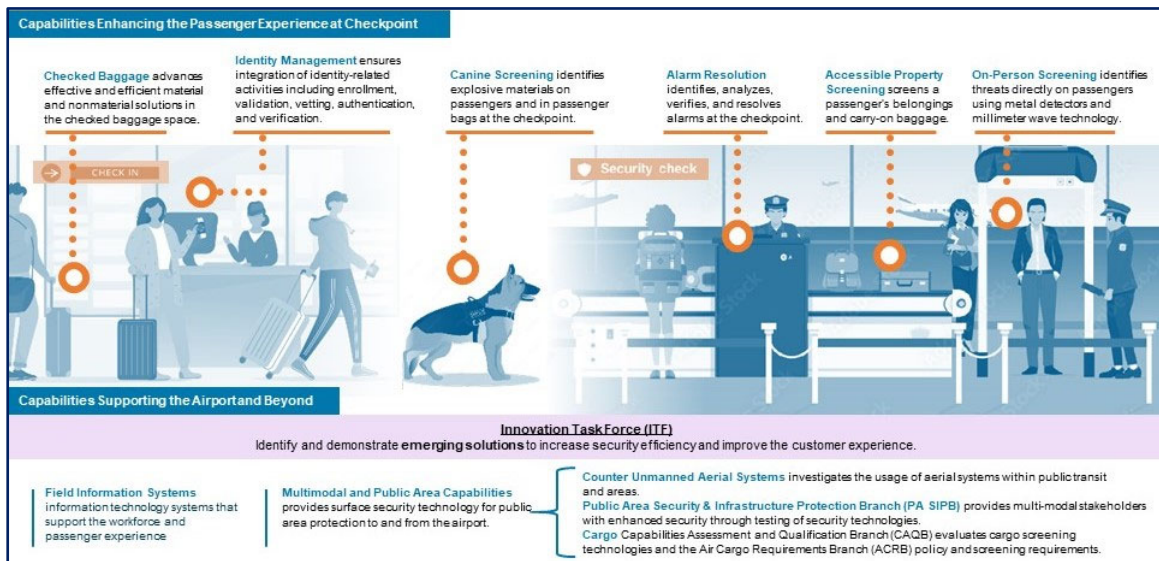 Capabilities Enhancing the Passenger Experience at Checkpoint
Checked Baggage advances
effective and efficient material
and nonmaterial solutions in
the checked baggage space.
Identity Management ensures
integration of identity-related
activities including enrollment,
validation, vetting, authentication,
and verification.
Canine Screening identifies
explosive materials on
passengers and in passenger
bags at the checkpoint.
Alarm Resolution
identifies, analyzes,
verifies, and resolves
alarms at the checkpoint.
Accessible Property
Screening screens a
passenger's belongings
and carry-on baggage.
On-Person Screening identifies
threats directly on passengers
using metal detectors and
millimeter wave technology.
CHECK IN
Security check
Capabilities Supporting the Airport and Beyond
Innovation Task Force (ITF)
Identify and demonstrate emerging solutions to increase security efficiency and improve the customer experience.
Field Information Systems
information technology systems that
support the workforce and
passenger experience
Multimodal and Public Area Capabilities
provides surface security technology for public
area protection to and from the airport.
Counter Unmanned Aerial Systems investigates the usage of aerial systems within public transit
and areas.
Public Area Security & Infrastructure Protection Branch (PA SIPB) provides multi-modal stakeholders
with enhanced security through testing of security technologies.
Cargo Capabilities Assessment and Qualification Branch (CAQB) evaluates cargo screening
technologies and the Air Cargo Requirements Branch (ACRB) policy and screening requirements.